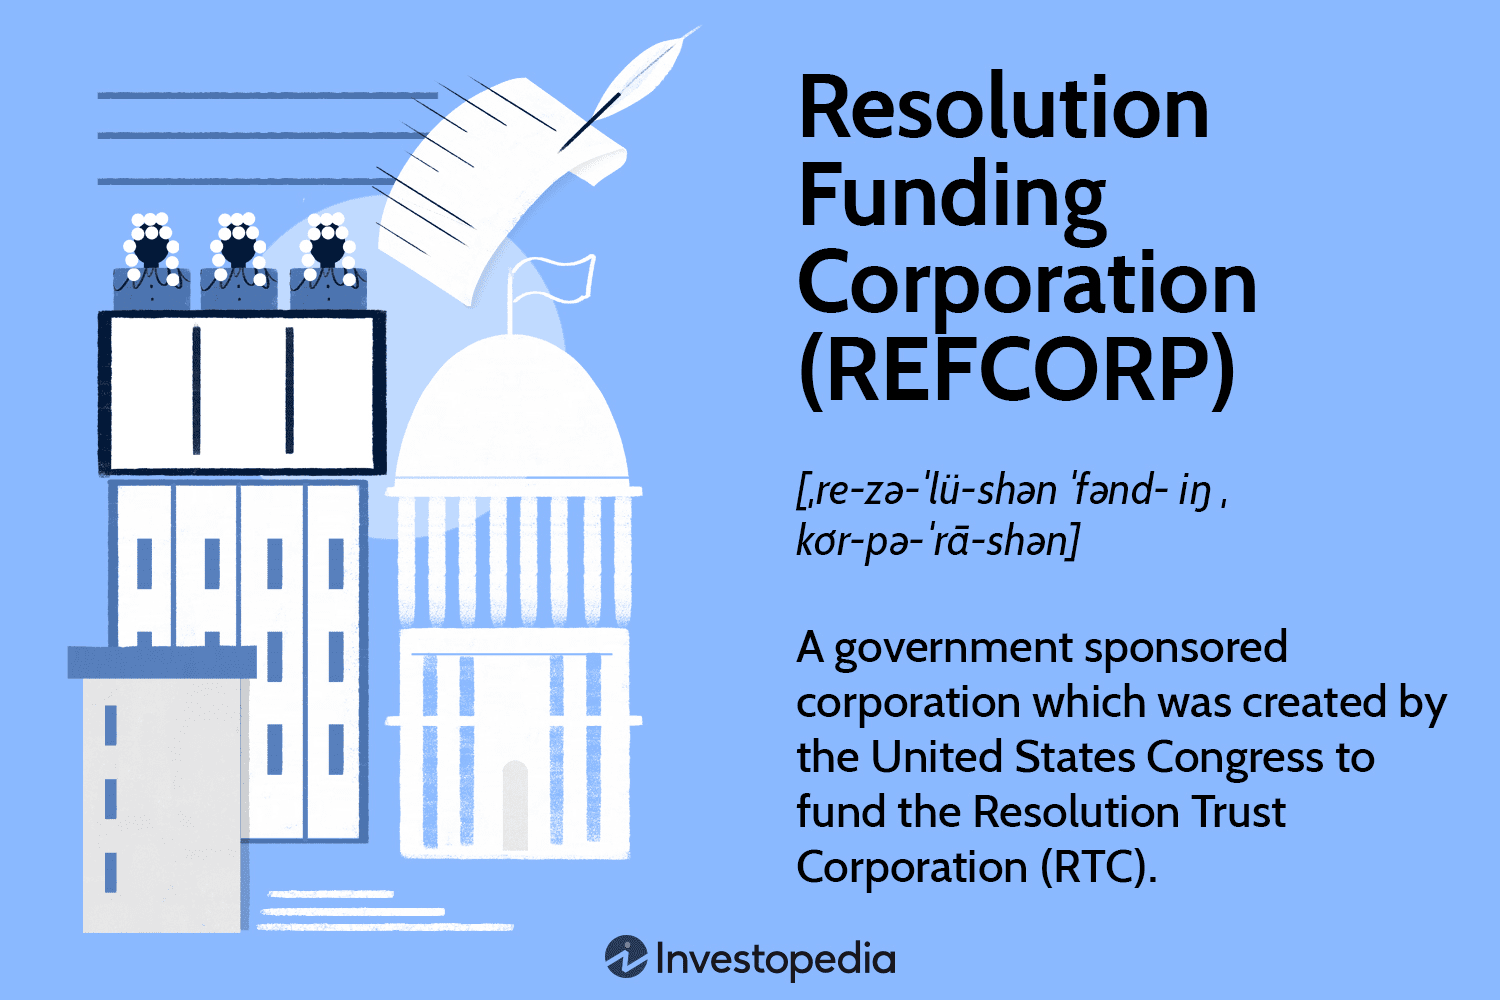 Resolution
Funding
Corporation
(REFCORP)
[ˌre-zə-ˈlü-shən ˈfənd- iŋ ,
kȯr-pə-ˈrā-shən]
A government sponsored
corporation which was created by
the United States Congress to
fund the Resolution Trust
Corporation (RTC).
Investopedia